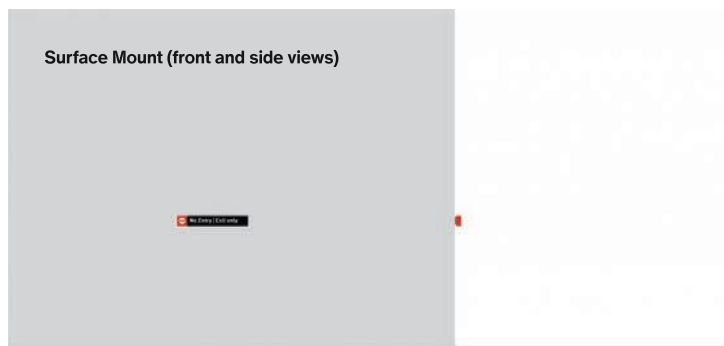 Surface Mount (front and side views)
No Entry / Exit only